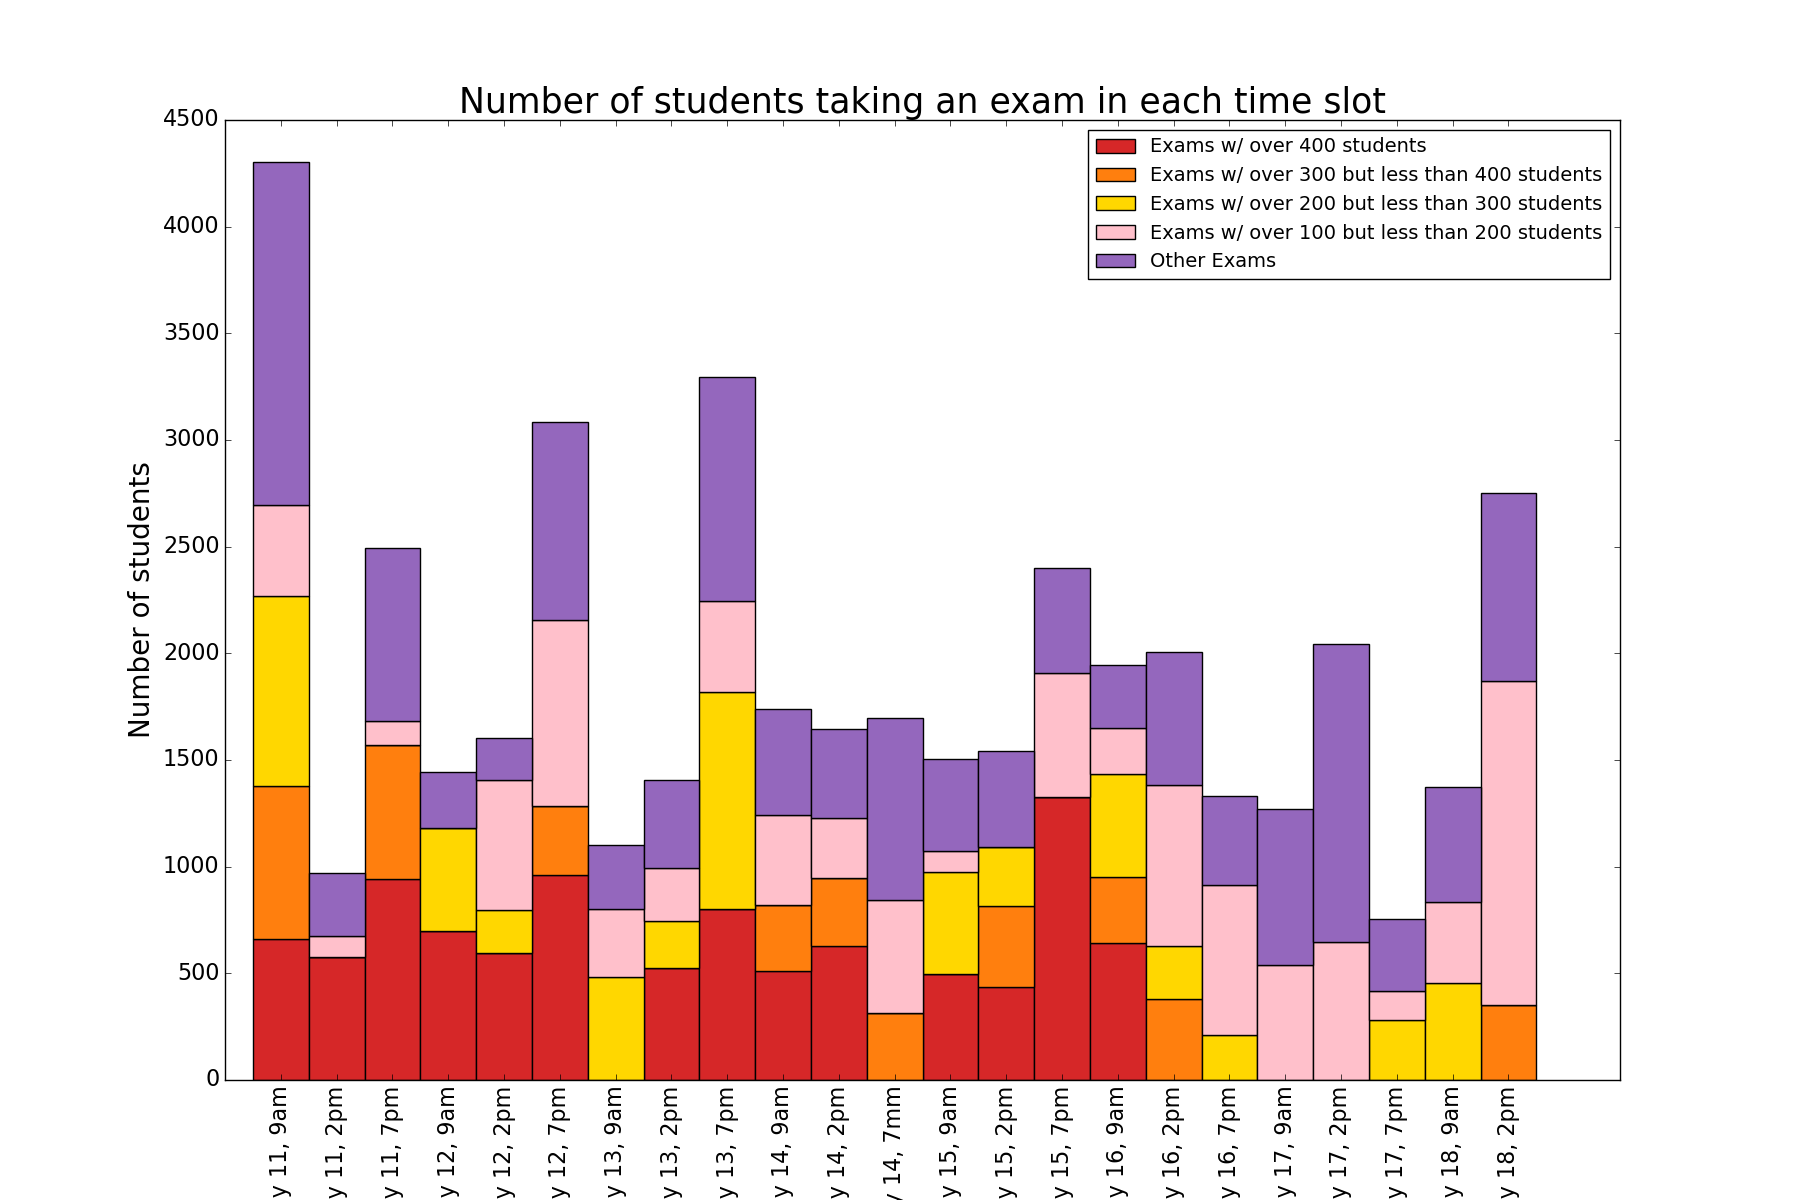 Number of students taking an exam in each time slot
Exams w/ over 400 students
Exams w/ over 300 but less than 400 students
Exams w/ over 200 but less than 300 students
Exams w/ over 100 but less than 200 students
Other Exams
Number of students
4500
4000
3500
3000
2500
2000
1500
1000
500
0
y 11, 9am
y 11, 2pm
y 11, 7pm
y 12, 9am
y 12, 2pm
y 12, 7pm
y 13, 9am
y 13, 2pm
y 13, 7pm
y 14, 9am
y 14, 2pm
y 14, 7mm
y 15, 9am
y 15, 2pm
y 15, 7pm
y 16, 9am
y 16, 2pm
y 16, 7pm
y 17, 9am
y 17, 2pm
y 17, 7pm
y 18, 9am
y 18, 2pm